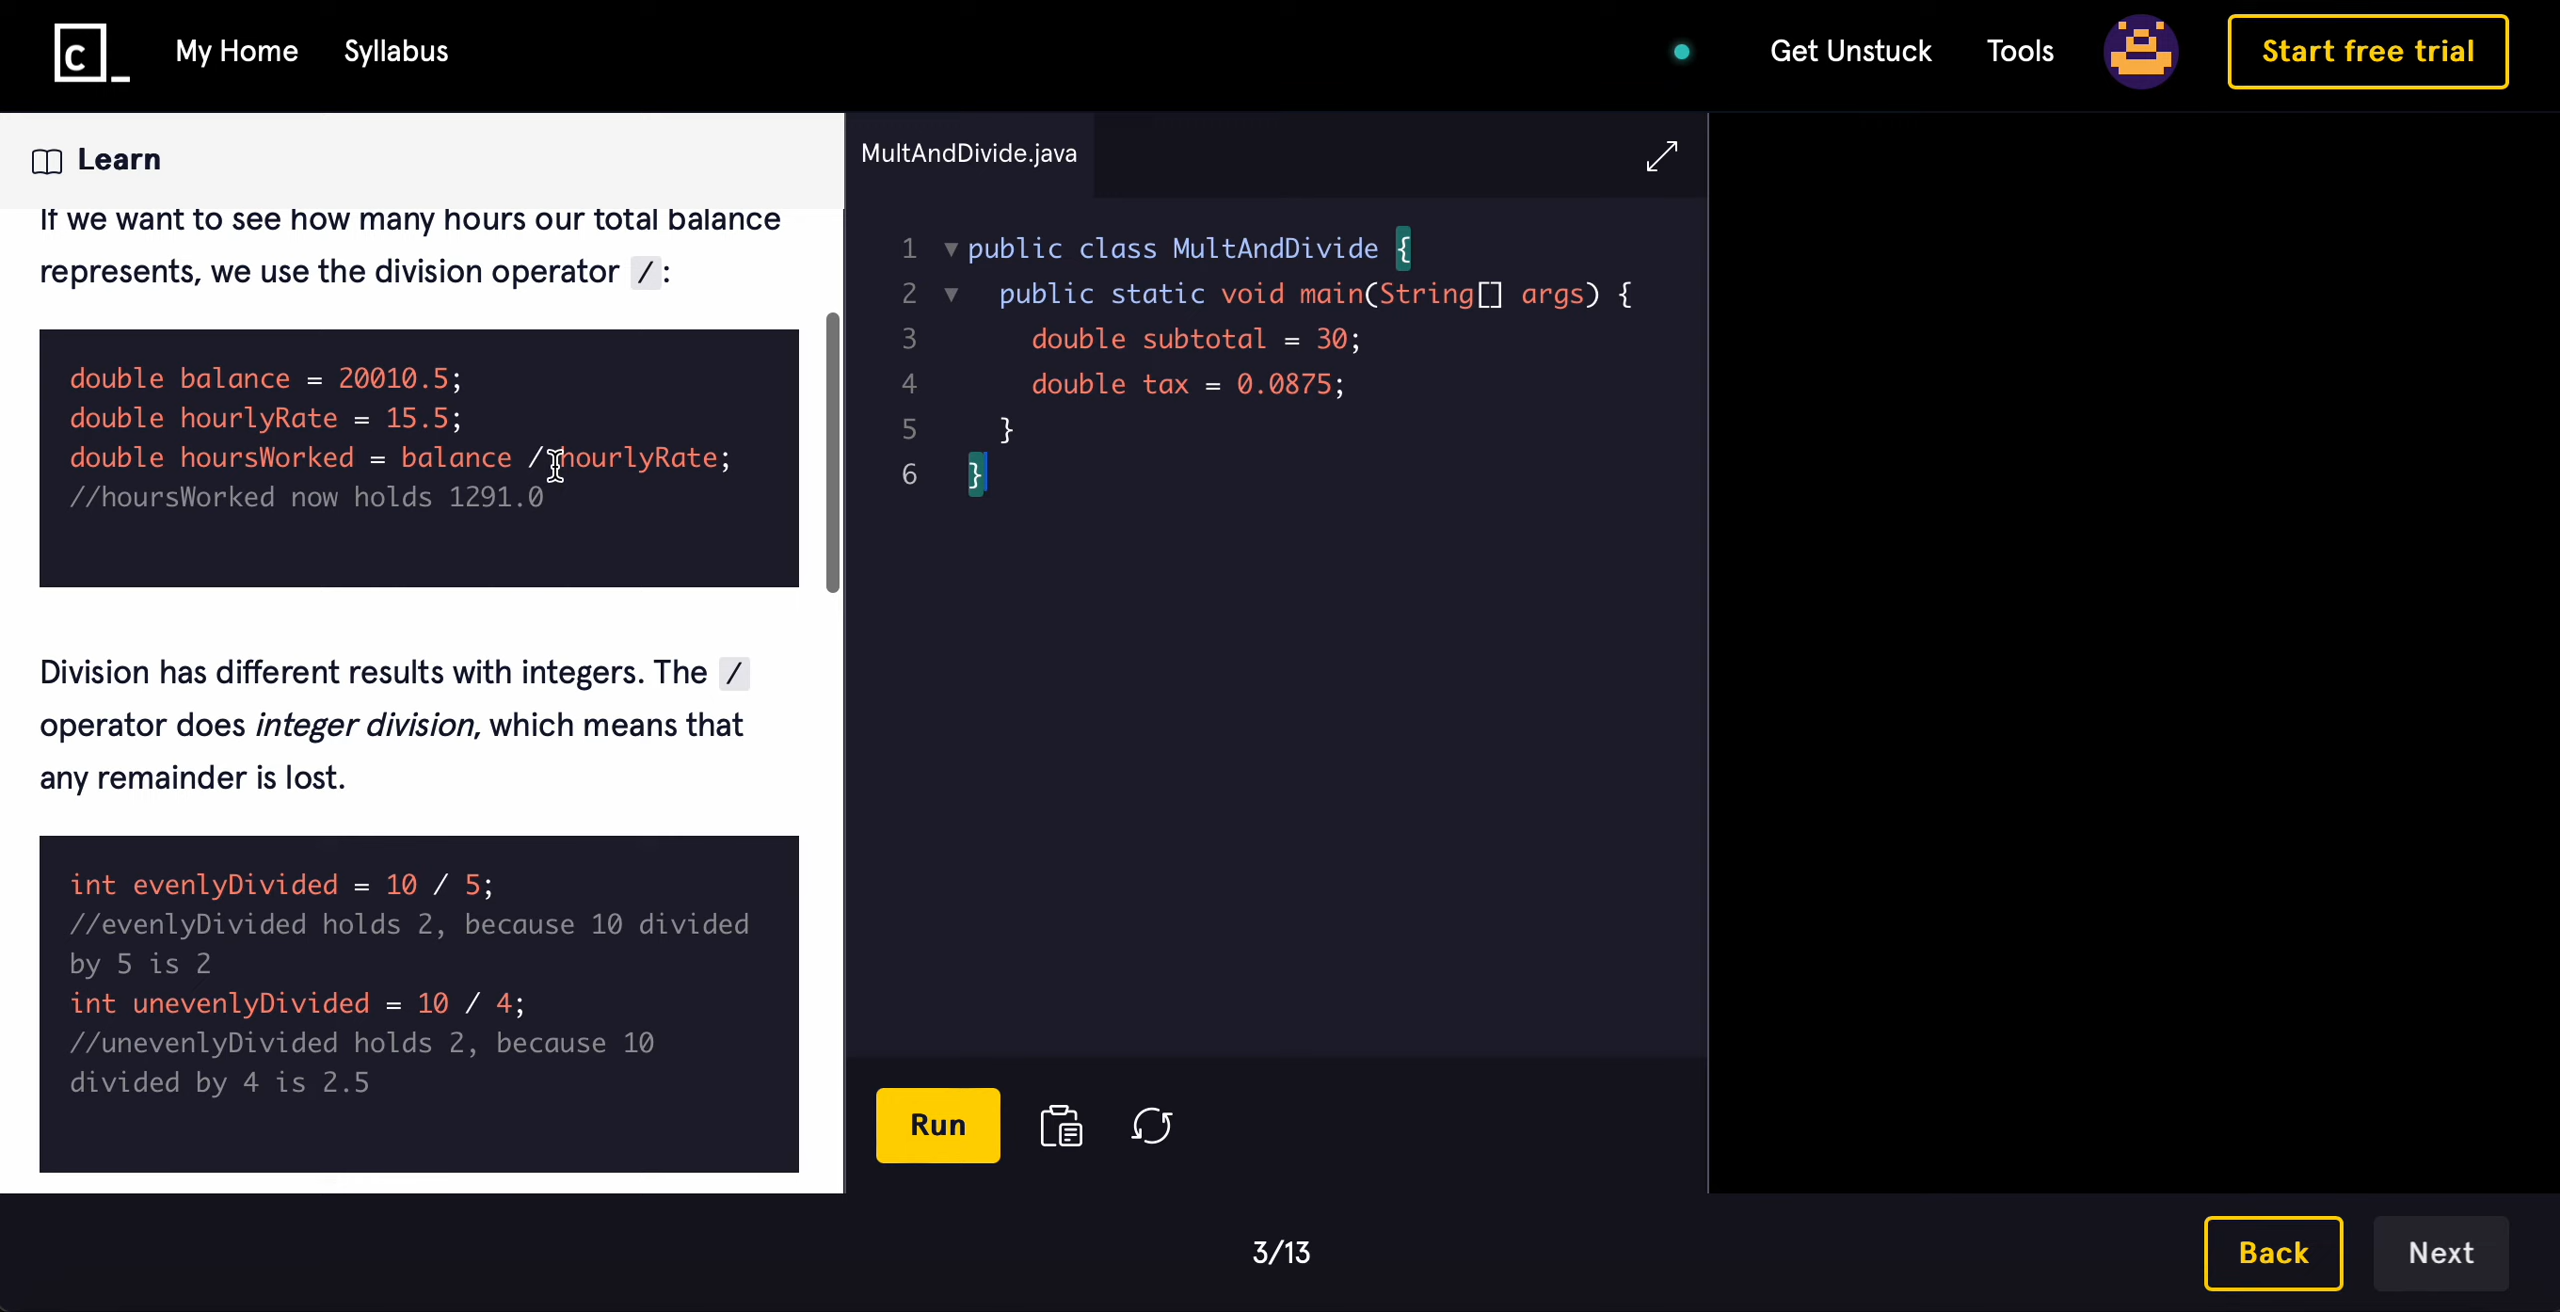 C_
My Home
Syllabus
Get Unstuck
Tools
Start free trial
Learn
If we want to see how many hours our total balance
represents, we use the division operator /:
double balance = 20010.5;
double hourlyRate = 15.5;
double hoursWorked = balance / hourlyRate;
//hoursWorked now holds 1291.0
Division has different results with integers. The /
operator does integer division, which means that
any remainder is lost.
int evenlyDivided = 10 / 5;
//evenlyDivided holds 2, because 10 divided
by 5 is 2
int unevenlyDivided = 10 / 4;
//unevenlyDivided holds 2, because 10
divided by 4 is 2.5
MultAndDivide.java
1 public class MultAndDivide {
2 public static void main(String[] args) {
3 double subtotal = 30;
4 double tax = 0.0875;
5 }
6 }
Run
3/13
Back
Next